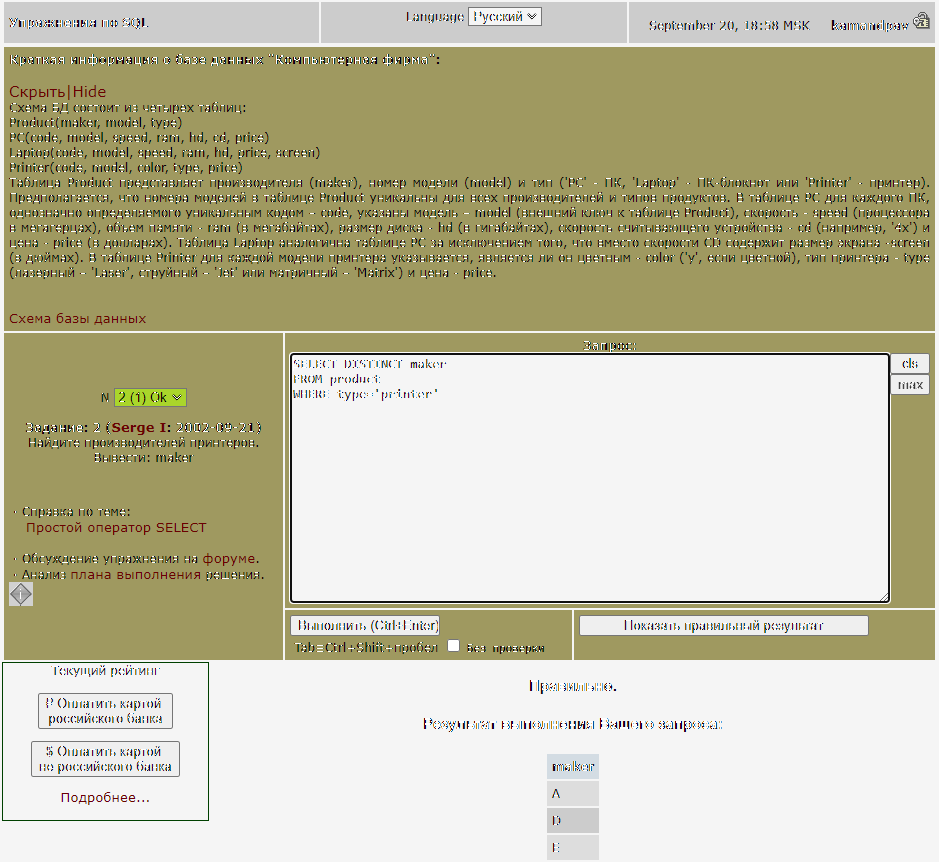 Упражнения по SQL
Language Русский
September 20, 18:58 MSK kamandpav
Краткая информация о базе данных "Компьютерная фирма":
Скрыть|Hide
Схема БД состоит из четырех таблиц:
Product(maker, model, type)
PC(code, model, speed, ram, hd, cd, price)
Laptop(code, model, speed, ram, hd, price, screen)
Printer(code, model, color, type, price)
Таблица Product представляет производителя (maker), номер модели (model) и тип ('PC' - ПК, 'Laptop' - ПК-блокнот или 'Printer' - принтер).
Предполагается, что номера моделей в таблице Product уникальны для всех производителей и типов продуктов. В таблице PC для каждого ПК,
однозначно определяемого уникальным кодом - code, указаны модель - model (внешний ключ к таблице Product), скорость - speed (процессора
в мегагерцах), объем памяти - ram (в мегабайтах), размер диска - hd (в гигабайтах), скорость считывающего устройства - cd (например, '4x') и
цена - price (в долларах). Таблица Laptop аналогична таблице PC за исключением того, что вместо скорости CD содержит размер экрана -screen
(в дюймах). В таблице Printer для каждой модели принтера указывается, является ли он цветным - color ('y', если цветной), тип принтера - type
(лазерный - 'Laser', струйный - 'Jet' или матричный - 'Matrix') и цена - price.
Схема базы данных
N 2 (1) Ok
Задание: 2 (Serge I: 2002-09-21)
Найдите производителей принтеров.
Вывести: maker
· Справка по теме:
Простой оператор SELECT
· Обсуждение упражнения на форуме.
· Анализ плана выполнения решения.
Запрос:
SELECT DISTINCT maker
FROM product
WHERE type='printer'
cls
max
Выполнить (Ctrl+Enter)
Tab=Ctrl+Shift+пробел без проверки
Показать правильный результат
Текущий рейтинг
₽ Оплатить картой
российского банка
$ Оплатить картой
не российского банка
Подробнее...
Правильно.
Результат выполнения Вашего запроса:
maker
A
D
E